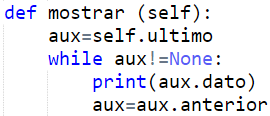 def mostrar (self):
    aux=self.ultimo
    while aux!=None:
        print(aux.dato)
        aux=aux.anterior